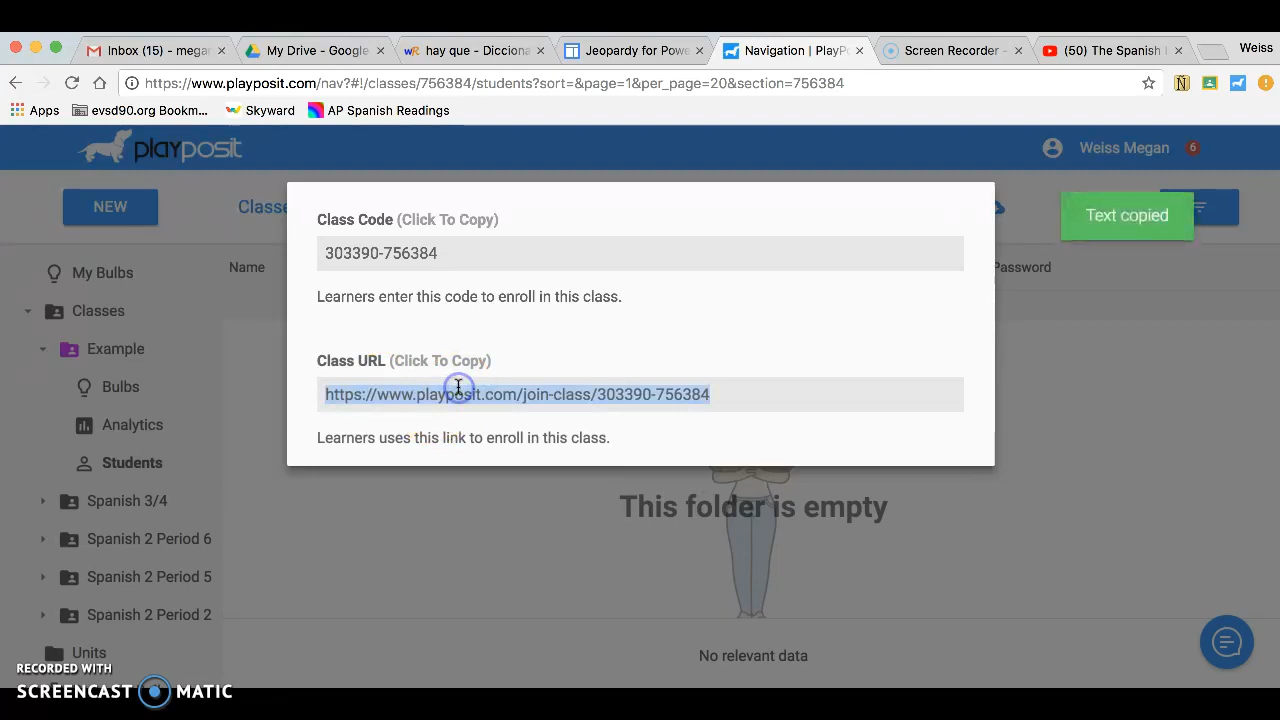 Inbox (15) - megan
My Drive - Google
wR hay que - Dicciona
Jeopardy for Powe
Navigation | PlayPo
Screen Recorder -
(50) The Spanish
Weiss
https://www.playposit.com/nav?#!/classes/756384/students?sort=&page=1&per_page=20&section=756384
Apps
evsd90.org Bookm...
Skyward
AP Spanish Readings
playposit
Weiss Megan
6
NEW
Classe
Text copied
Name
Password
My Bulbs
Classes
Example
Bulbs
Analytics
Students
Spanish 3/4
Spanish 2 Period 6
Spanish 2 Period 5
Spanish 2 Period 2
Units
Class Code (Click To Copy)
303390-756384
Learners enter this code to enroll in this class.
Class URL (Click To Copy)
https://www.playposit.com/join-class/303390-756384
Learners uses this link to enroll in this class.
This folder is empty
No relevant data
RECORDED WITH
SCREENCAST MATIC